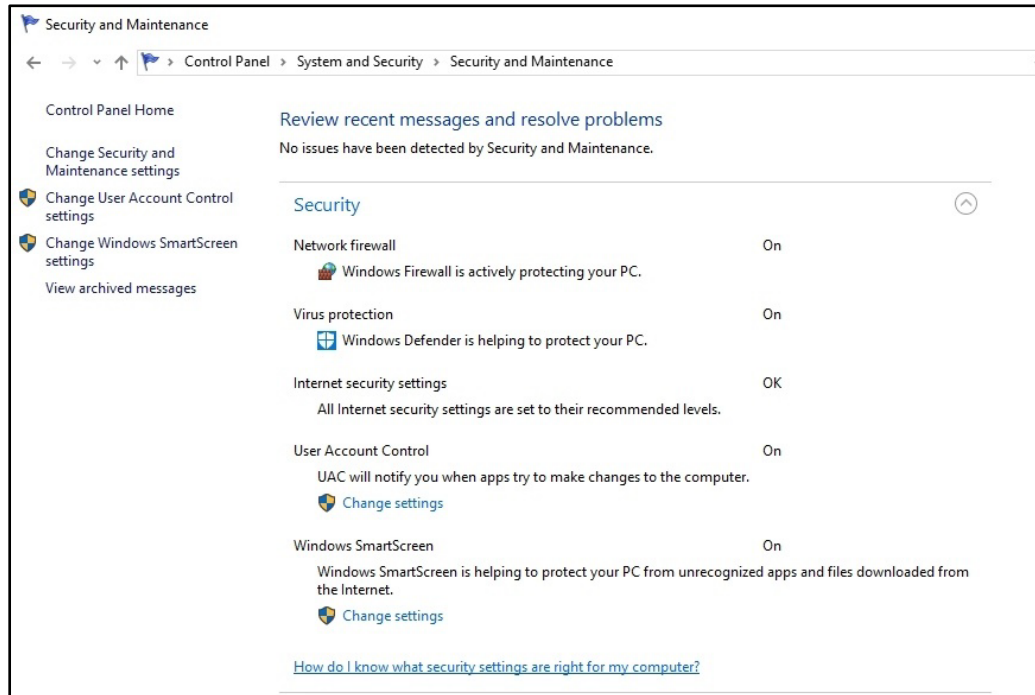 Security and Maintenance
Control Panel > System and Security > Security and Maintenance
Control Panel Home
Change Security and
Maintenance settings
Change User Account Control
settings
Change Windows SmartScreen
settings
View archived messages
Review recent messages and resolve problems
No issues have been detected by Security and Maintenance.
Security
Network firewall On
Windows Firewall is actively protecting your PC.
Virus protection On
Windows Defender is helping to protect your PC.
Internet security settings OK
All Internet security settings are set to their recommended levels.
User Account Control On
UAC will notify you when apps try to make changes to the computer.
Change settings
Windows SmartScreen On
Windows SmartScreen is helping to protect your PC from unrecognized apps and files downloaded from
the Internet.
Change settings
How do I know what security settings are right for my computer?